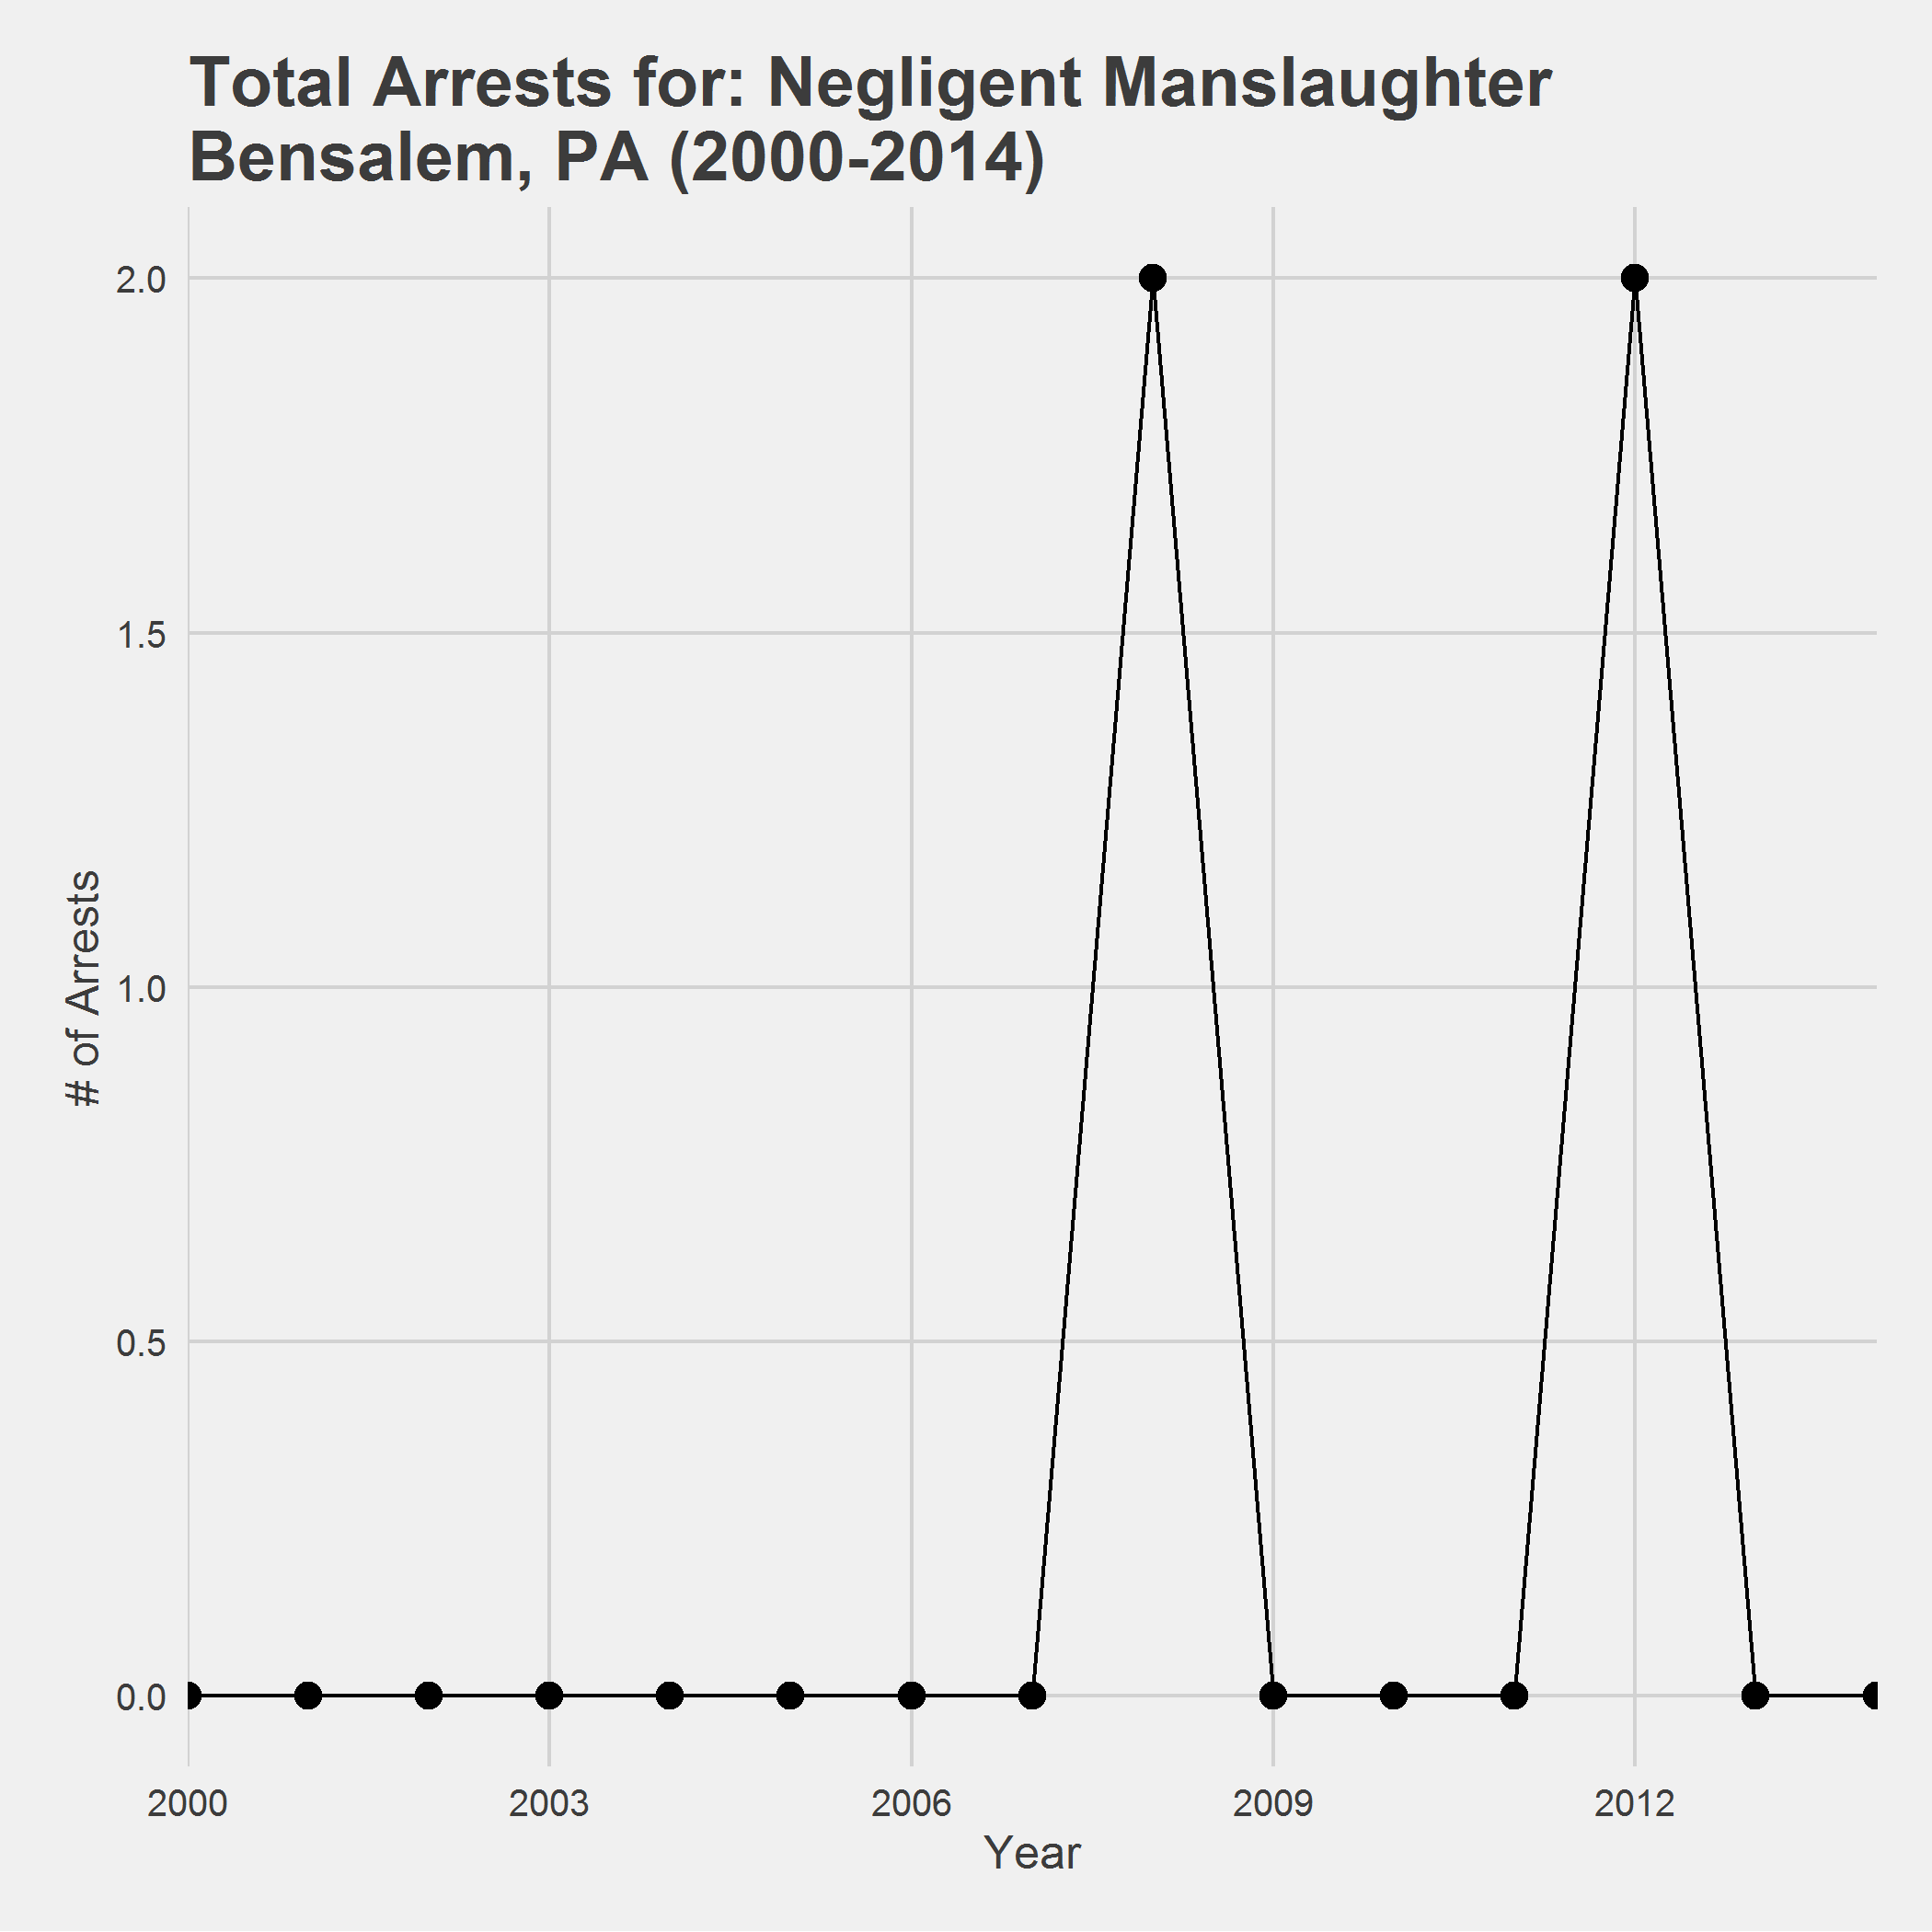 Total Arrests for: Negligent Manslaughter
Bensalem, PA (2000-2014)
2.0
1.5
1.0
0.5
0.0
# of Arrests
2000 2003 2006 2009 2012
Year